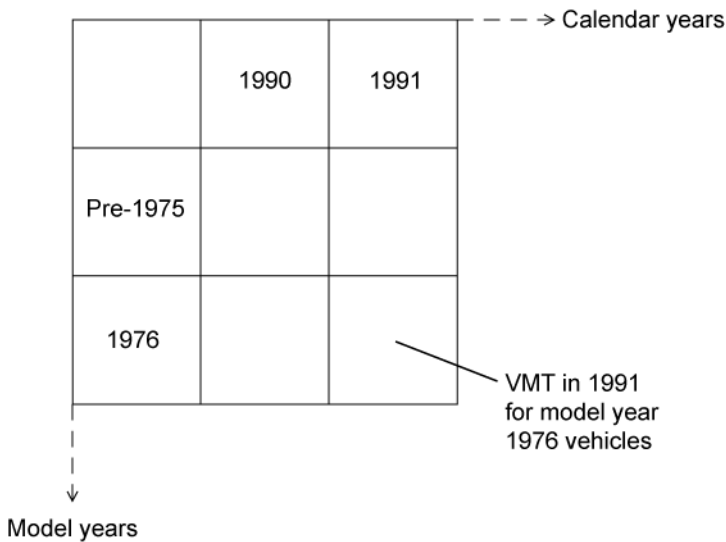 Calendar years
1990
1991
Pre-1975
1976
VMT in 1991
for model year
1976 vehicles
Model years